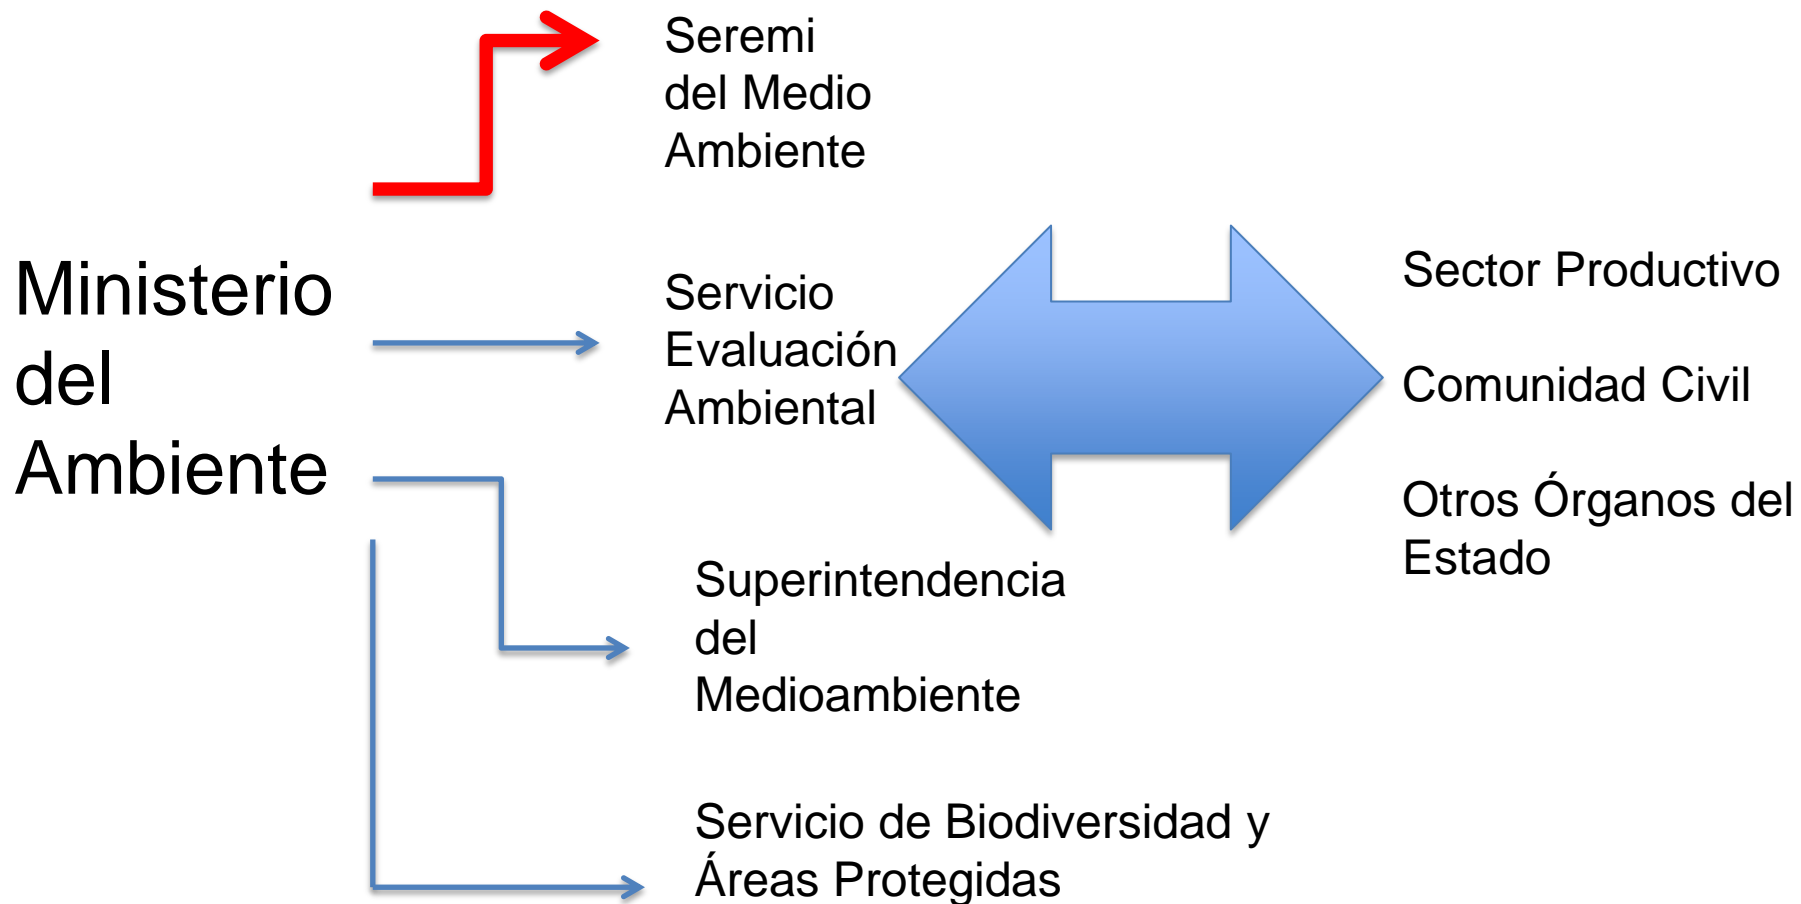 Ministerio
del
Ambiente
Seremi
del Medio
Ambiente
Servicio
Evaluación
Ambiental
Superintendencia
del
Medioambiente
Servicio de Biodiversidad y
Áreas Protegidas
Sector Productivo
Comunidad Civil
Otros Órganos del
Estado